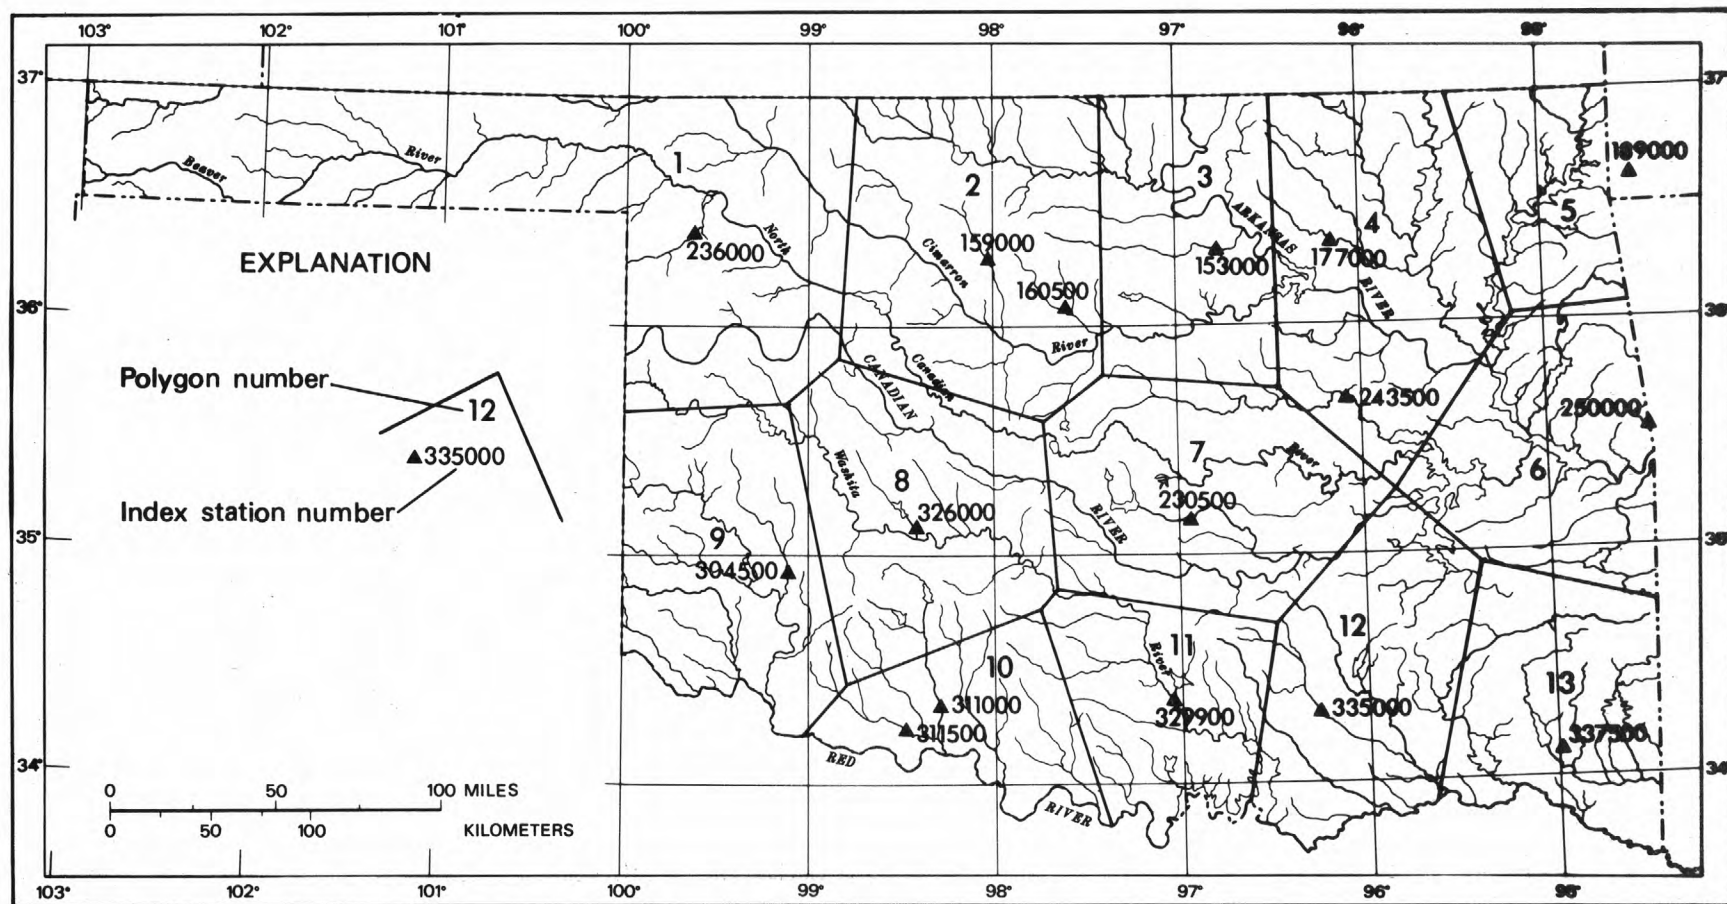 103° 102° 101° 100° 99° 98° 97° 96° 95°
37° 37°
River
Beaver
1
2
3
4
5
189000
ARKANSAS
North
236000
Cimarron
159000
153000
177000
EXPLANATION
160500
RIVER
36° 36°
River
Polygon number
12
CANADIAN
Canadian
243500
250000
335000
Washita
7
River
6
8
230500
Index station number
326000
RIVER
35° 35°
9
304500
12
10
11
River
13
311000
329900
335000
311500
337500
RED
34° 34°
0 50 100 MILES
0 50 100 KILOMETERS
RIVER
103° 102° 101° 100° 99° 98° 97° 96° 95°